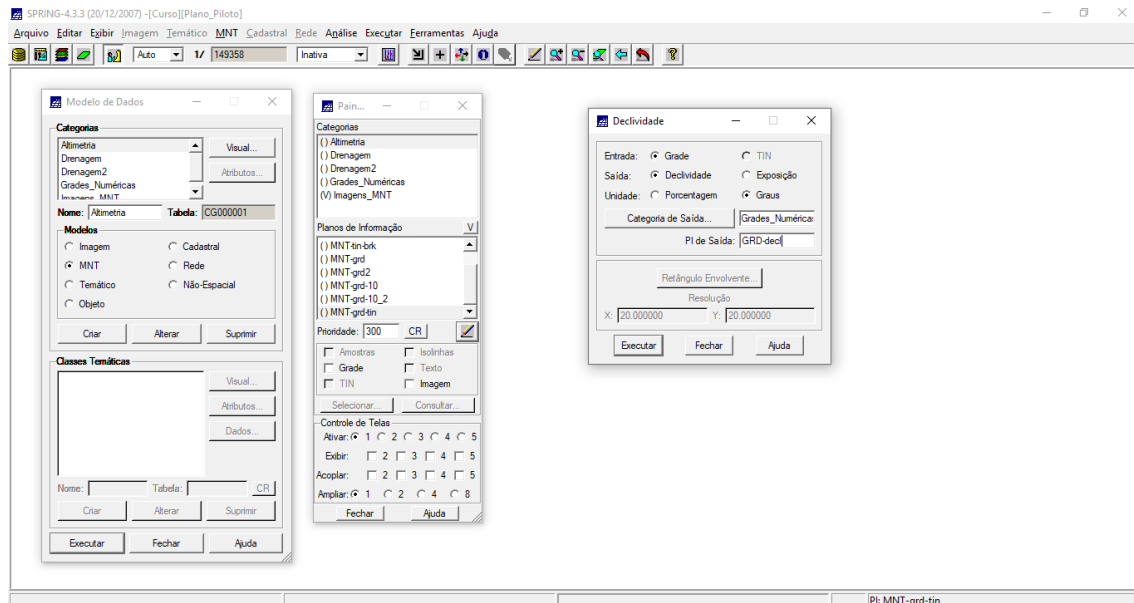 SPRING-4.3.3 (20/12/2007) -[Curso][Plano_Piloto]
Arquivo Editar Exibir Imagem Temático MNT Cadastral Rede Análise Executar Ferramentas Ajuda
Auto 1/ 149358 Inativa
Modelo de Dados
Categorias
Altimetria
Drenagem
Drenagem2
Grades_Numéricas
Imagens_MNT
Visual...
Atributos...
Nome: Altimetria Tabela: CG000001
Modelos
Imagem Cadastral
MNT Rede
Temático Não-Espacial
Objeto
Criar Alterar Suprimir
Classes Temáticas
Visual...
Atributos...
Dados...
Nome: Tabela: CR
Criar Alterar Suprimir
Executar Fechar Ajuda
Pain...
Categorias
( ) Altimetria
( ) Drenagem
( ) Drenagem2
( ) Grades_Numéricas
(V) Imagens_MNT
Planos de Informação V
( ) MNT-tin-brk
( ) MNT-grd
( ) MNT-grd2
( ) MNT-grd-10
( ) MNT-grd-10_2
( ) MNT-grd-tin
Prioridade: 300 CR
Amostras Isolinhas
Grade Texto
TIN Imagem
Selecionar... Consultar...
Controle de Telas
Ativar: 1 2 3 4 5
Exibir: 2 3 4 5
Acoplar: 2 3 4 5
Ampliar: 1 2 4 8
Fechar Ajuda
Declividade
Entrada: Grade TIN
Saída: Declividade Exposição
Unidade: Porcentagem Graus
Categoria de Saída... Grades_Numéricas
PI de Saída: GRD-decl
Retângulo Envolvente...
Resolução
X: 20.000000 Y: 20.000000
Executar Fechar Ajuda
PI: MNT-grd-tin